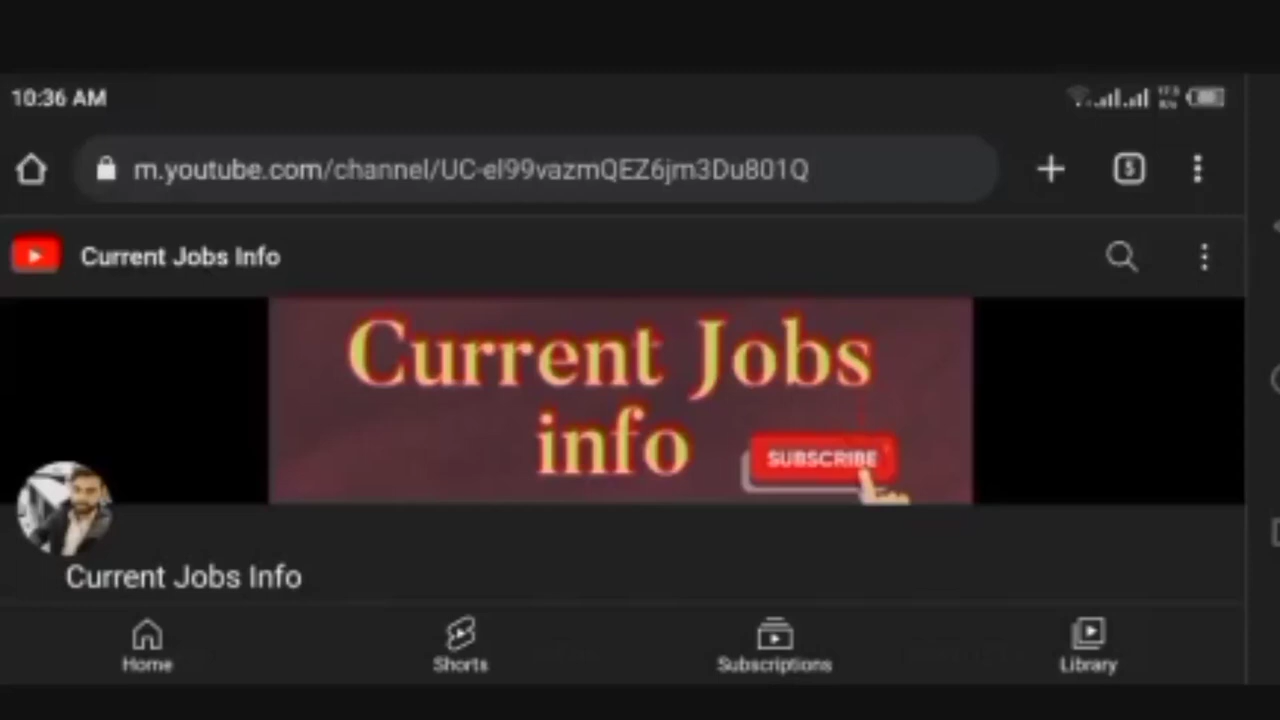 10:36 AM
m.youtube.com/channel/UC-el99vazmQEZ6jm3Du801Q
5
Current Jobs Info
Current Jobs
info
SUBSCRIBE
Current Jobs Info
Home
Shorts
Subscriptions
Library